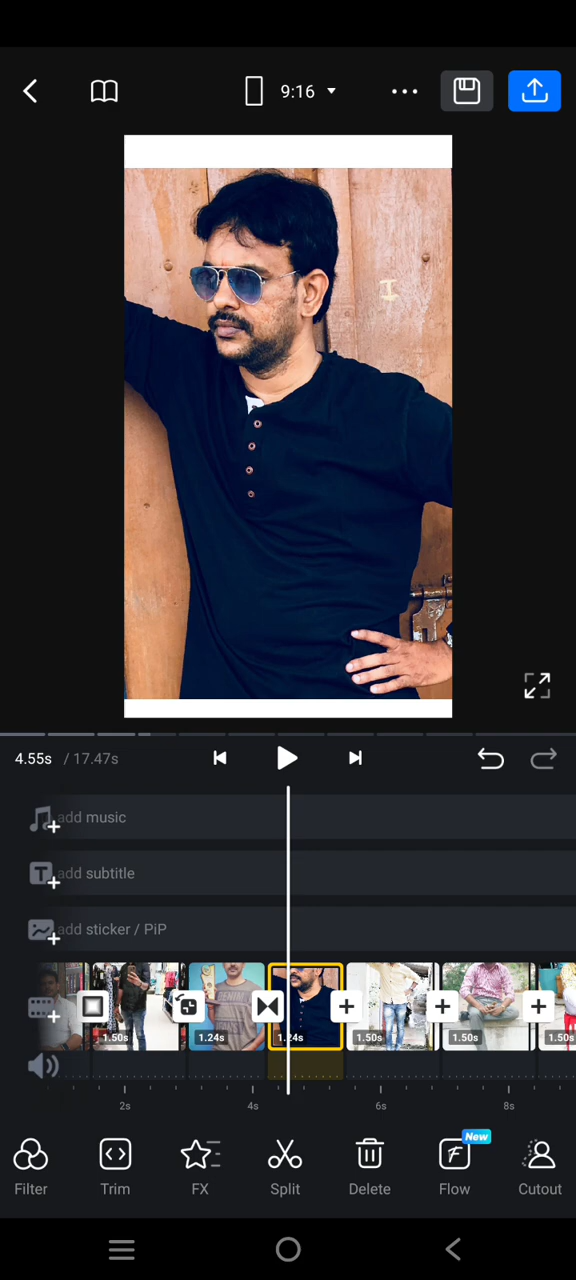 9:16
I
4.55s / 17.47s
add music
T add subtitle
add sticker / PiP
1.50s
1.24s
1.24s
1.50s
1.50s
1.50s
2s
4s
6s
8s
New
Filter
Trim
FX
Split
Delete
Flow
Cutout